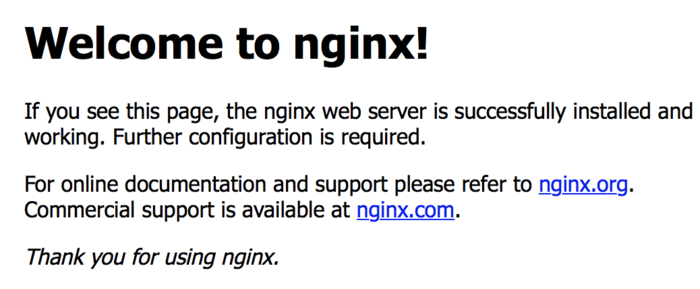 Welcome to nginx!
If you see this page, the nginx web server is successfully installed and
working. Further configuration is required.
For online documentation and support please refer to nginx.org.
Commercial support is available at nginx.com.
Thank you for using nginx.